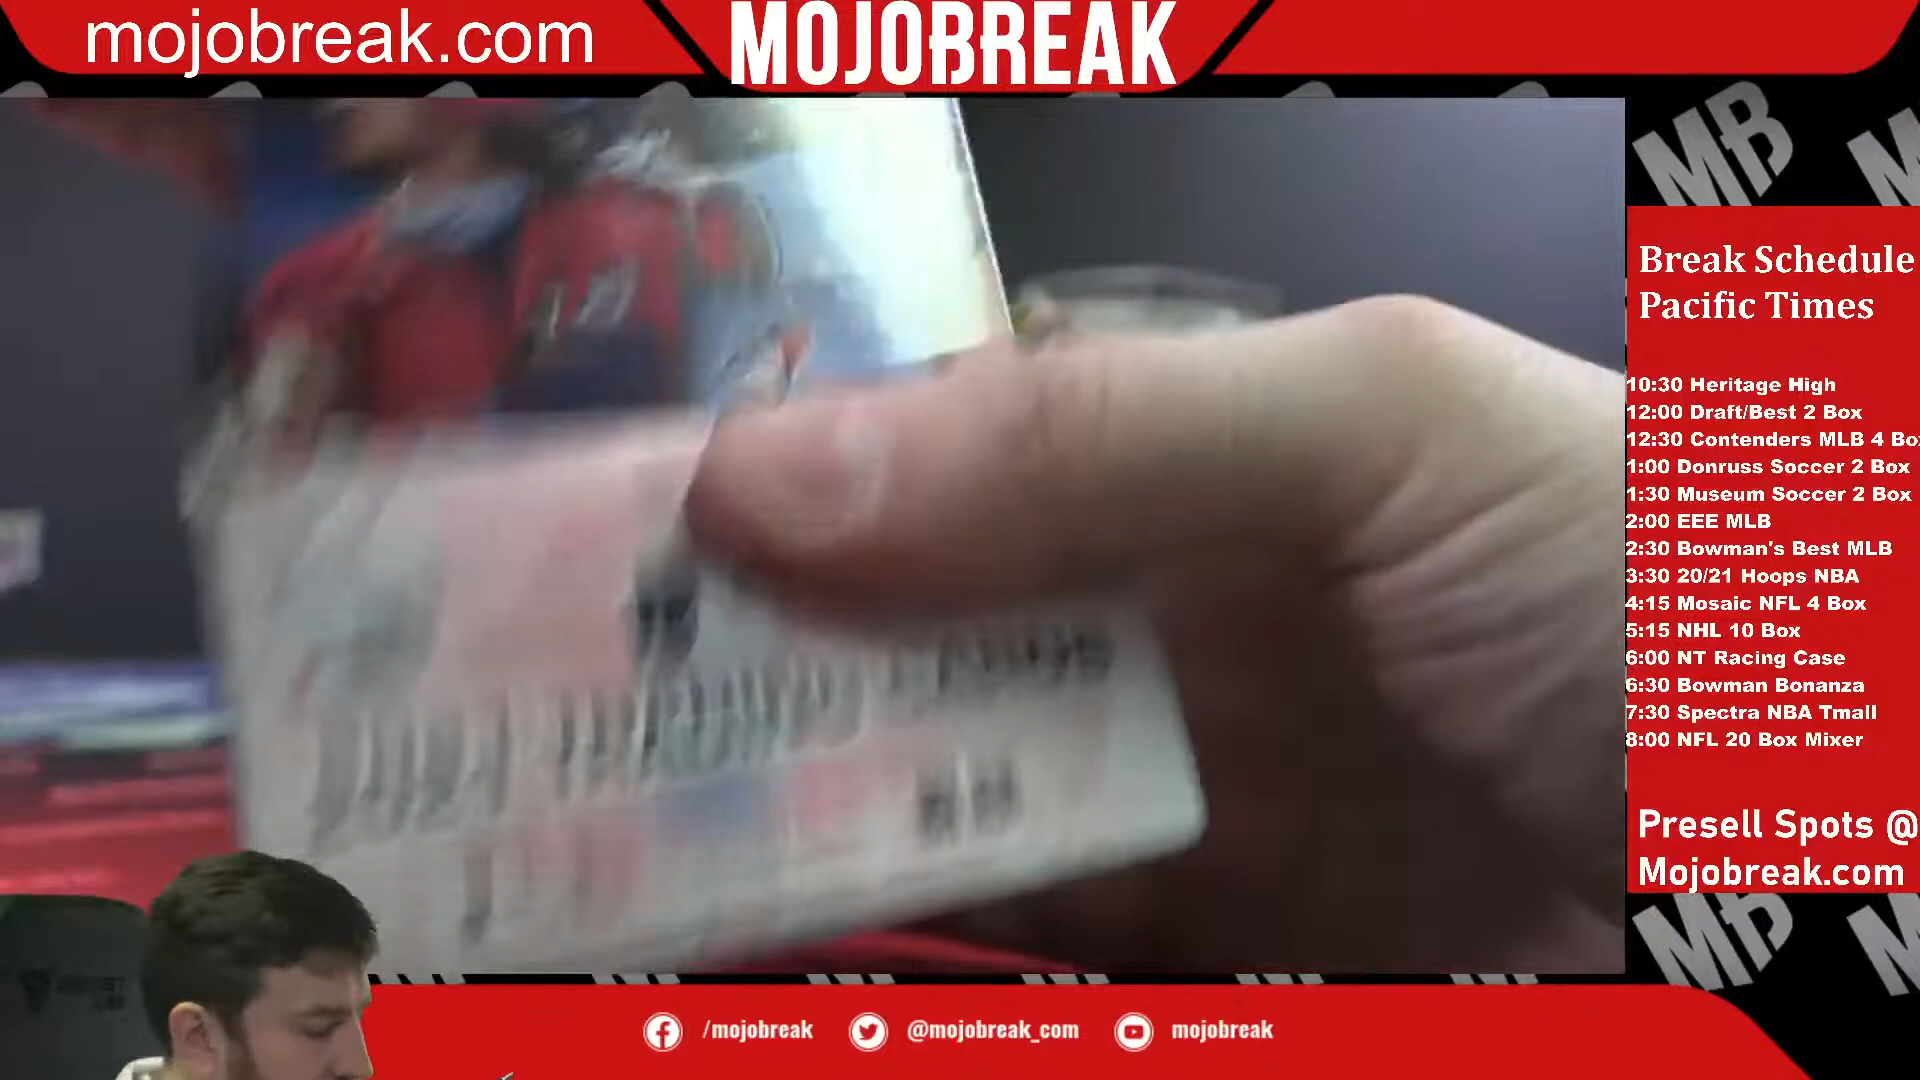 mojobreak.com
MOJOBREAK
MB
Break Schedule
Pacific Times
10:30 Heritage High
12:00 Draft/Best 2 Box
12:30 Contenders MLB 4 Bo
1:00 Donruss Soccer 2 Box
1:30 Museum Soccer 2 Box
2:00 EEE MLB
2:30 Bowman's Best MLB
3:30 20/21 Hoops NBA
4:15 Mosaic NFL 4 Box
5:15 NHL 10 Box
6:00 NT Racing Case
6:30 Bowman Bonanza
7:30 Spectra NBA Tmall
8:00 NFL 20 Box Mixer
Presell Spots @
Mojobreak.com
MB
/mojobreak @mojobreak_com mojobreak